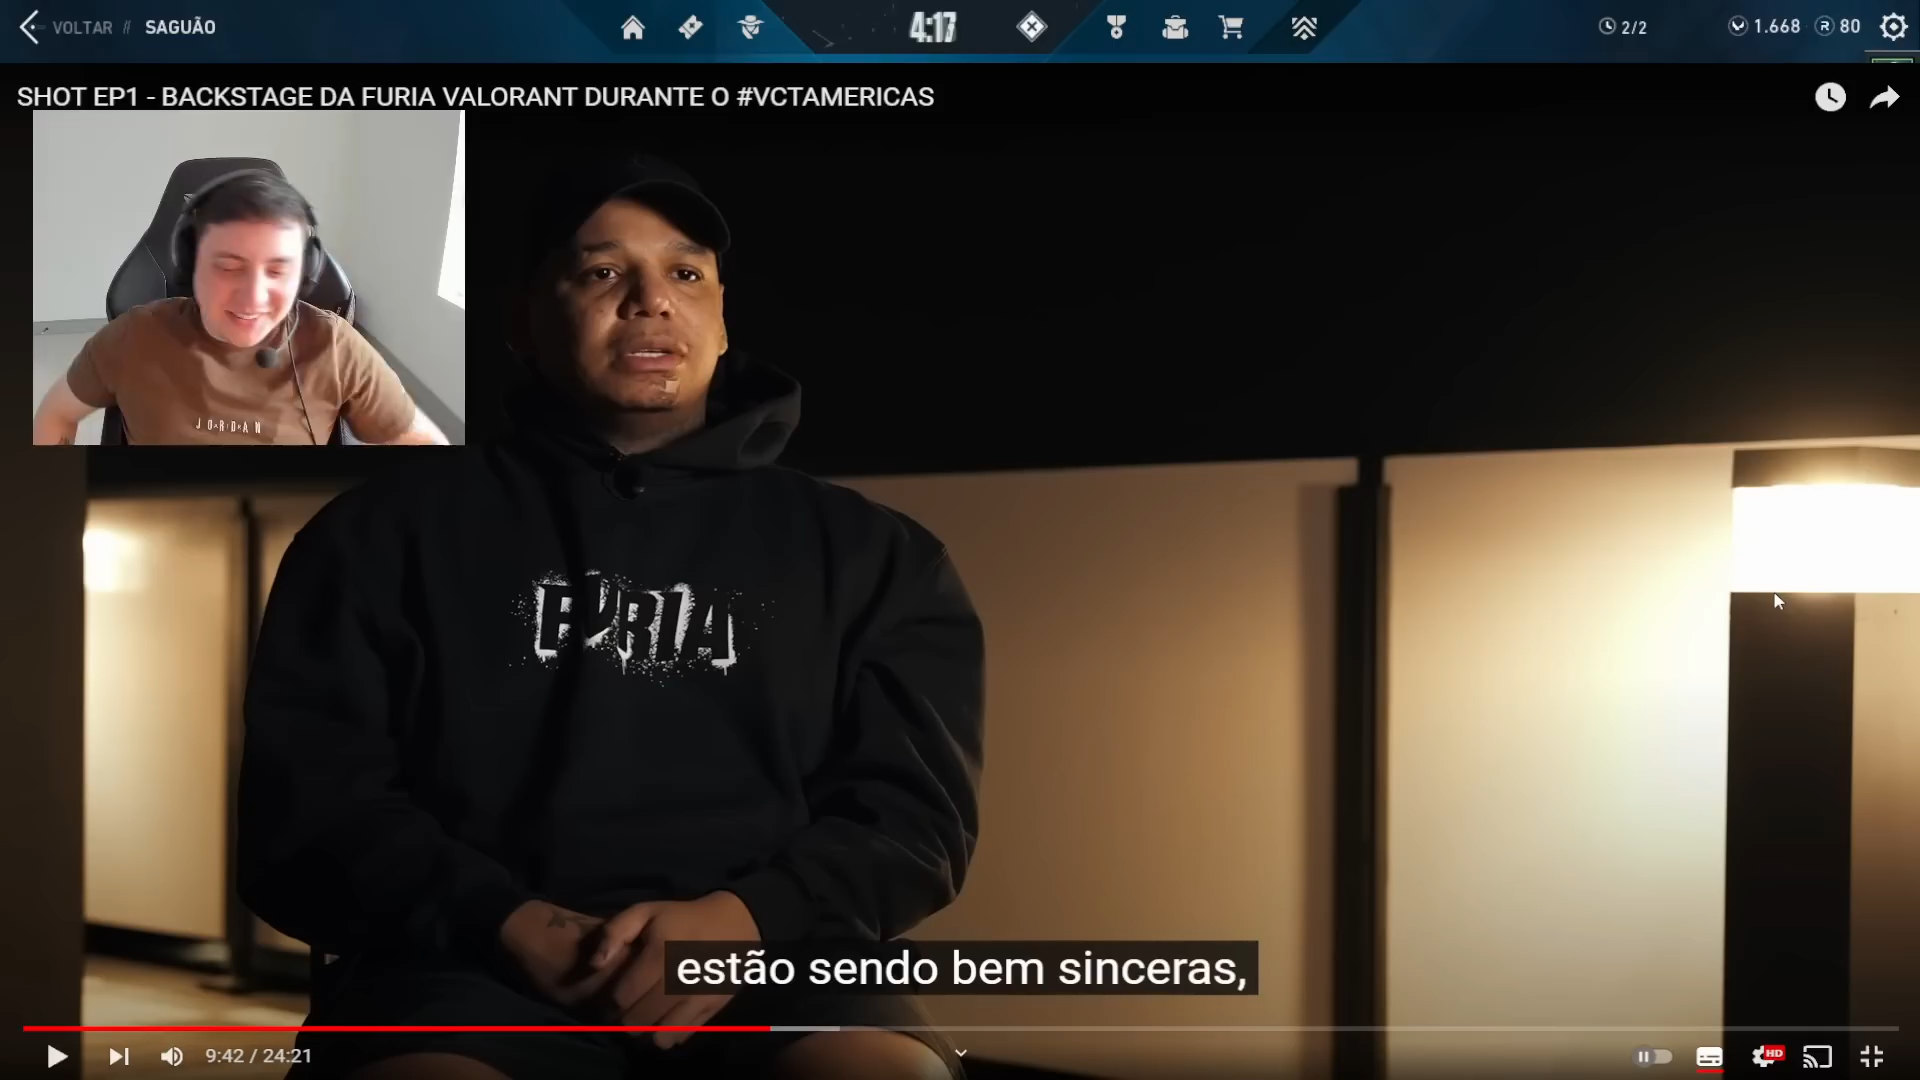 VOLTAR // SAGUÃO
4:17
2/2
1.668
R 80
SHOT EP1 - BACKSTAGE DA FURIA VALORANT DURANTE O #VCTAMERICAS
JORDAN
FURIA
estão sendo bem sinceras,
9:42 / 24:21
HD